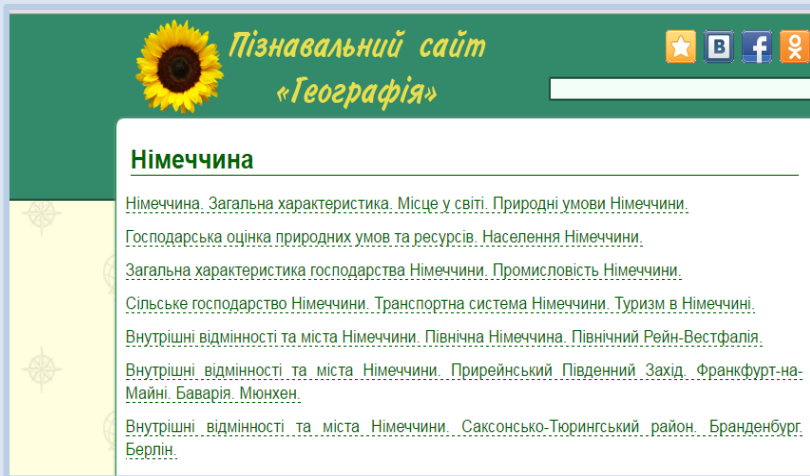 Пізнавальний сайт
«Географія»
Німеччина
Німеччина. Загальна характеристика. Місце у світі. Природні умови Німеччини.
Господарська оцінка природних умов та ресурсів. Населення Німеччини.
Загальна характеристика господарства Німеччини. Промисловість Німеччини.
Сільське господарство Німеччини. Транспортна система Німеччини. Туризм в Німеччині.
Внутрішні відмінності та міста Німеччини. Північна Німеччина. Північний Рейн-Вестфалія.
Внутрішні відмінності та міста Німеччини. Прирейнський Південний Захід. Франкфурт-на-
Майні. Баварія. Мюнхен.
Внутрішні відмінності та міста Німеччини. Саксонсько-Тюрингський район. Бранденбург.
Берлін.